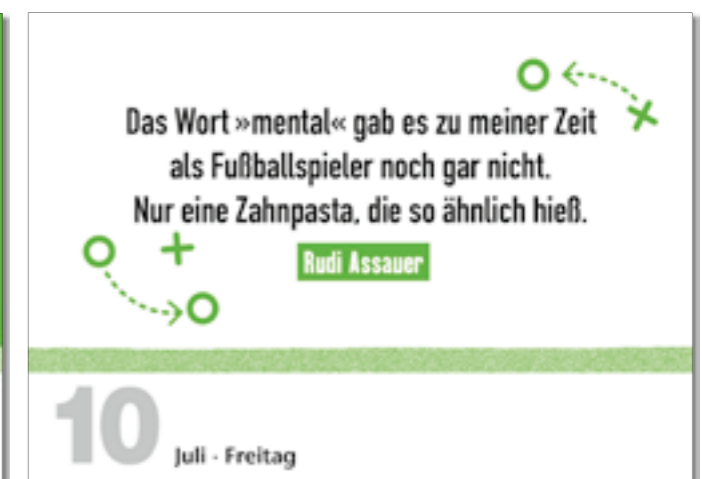 Das Wort »mental« gab es zu meiner Zeit
als Fußballspieler noch gar nicht.
Nur eine Zahnpasta, die so ähnlich hieß.
Rudi Assauer
10
Juli - Freitag